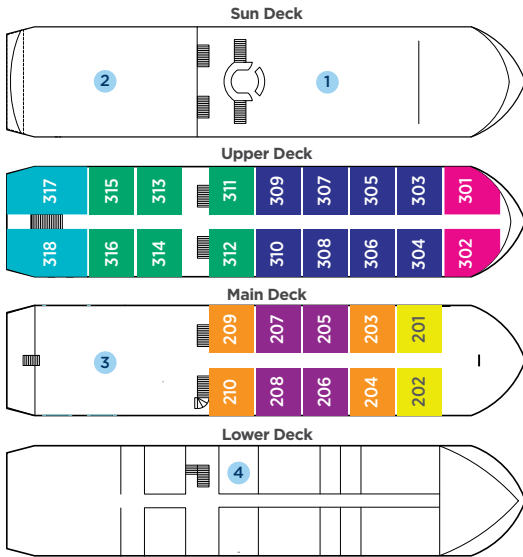 Sun Deck
2
1
Upper Deck
317 315 313 311 309 307 305 303 301
318 316 314 312 310 308 306 304 302
Main Deck
209 207 205 203 201
3
210 208 206 204 202
Lower Deck
4